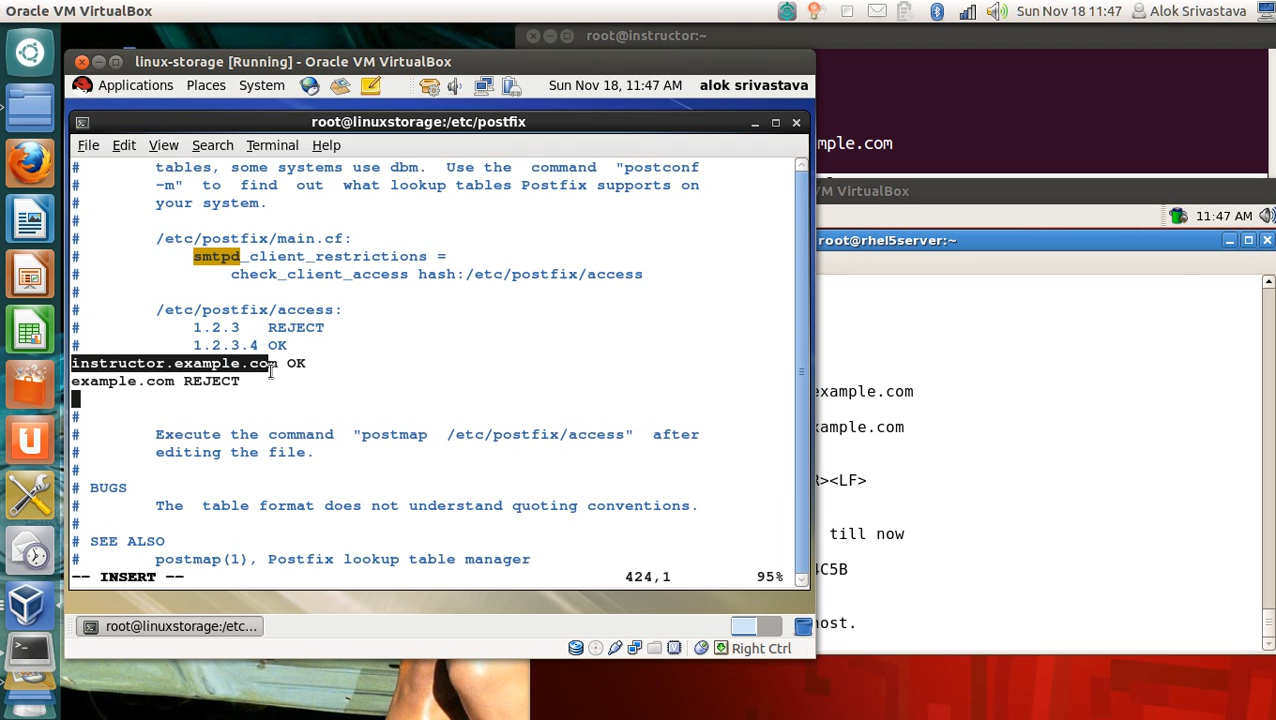 Oracle VM VirtualBox
Sun Nov 18 11:47
Alok Srivastava
root@instructor:~
linux-storage [Running] - Oracle VM VirtualBox
Applications Places System
Sun Nov 18, 11:47 AM
alok srivastava
root@linuxstorage:/etc/postfix
File Edit View Search Terminal Help
# tables, some systems use dbm. Use the command "postconf
# -m" to find out what lookup tables Postfix supports on
# your system.
#
# /etc/postfix/main.cf:
# smtpd_client_restrictions =
# check_client_access hash:/etc/postfix/access
#
# /etc/postfix/access:
# 1.2.3 REJECT
# 1.2.3.4 OK
instructor.example.com OK
example.com REJECT
#
# Execute the command "postmap /etc/postfix/access" after
# editing the file.
#
# BUGS
# The table format does not understand quoting conventions.
#
# SEE ALSO
# postmap(1), Postfix lookup table manager
-- INSERT -- 424,1 95%
root@linuxstorage:/etc...
Right Ctrl
mple.com
VM VirtualBox
11:47 AM
root@rhel5server:~
example.com
example.com
R><LF>
till now
4C5B
host.